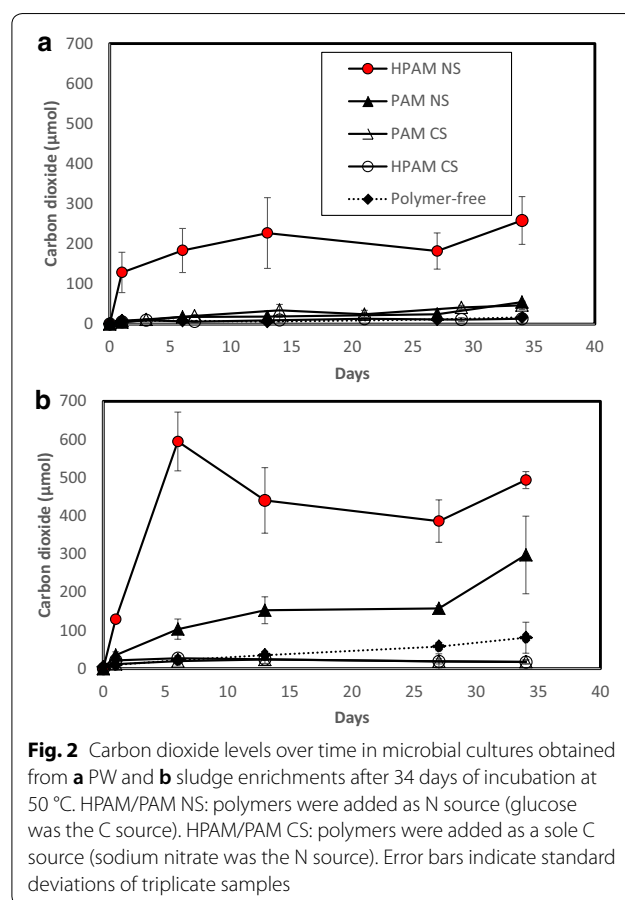 a
700
600
500
400
300
200
100
0
Carbon dioxide (µmol)
HPAM NS
PAM NS
PAM CS
HPAM CS
Polymer-free
0 5 10 15 20 25 30 35 40
Days
b
700
600
500
400
300
200
100
0
Carbon dioxide (µmol)
0 5 10 15 20 25 30 35 40
Days
Fig. 2 Carbon dioxide levels over time in microbial cultures obtained
from a PW and b sludge enrichments after 34 days of incubation at
50 °C. HPAM/PAM NS: polymers were added as N source (glucose
was the C source). HPAM/PAM CS: polymers were added as a sole C
source (sodium nitrate was the N source). Error bars indicate standard
deviations of triplicate samples